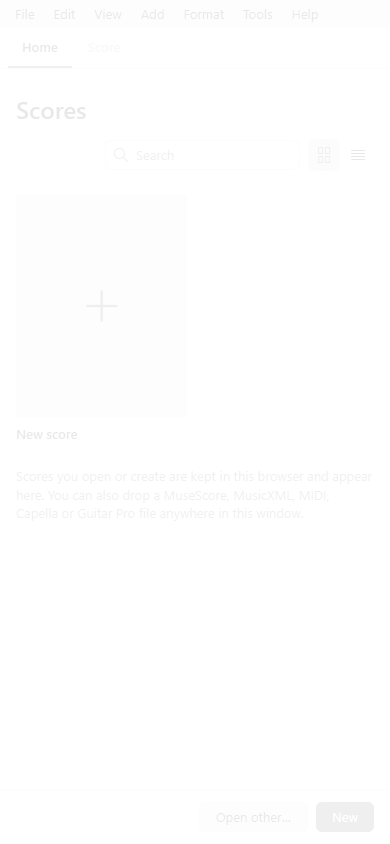 File Edit View Add Format Tools Help
Home Score
Scores
Search
New score
Scores you open or create are kept in this browser and appear
here. You can also drop a MuseScore, MusicXML, MIDI,
Capella or Guitar Pro file anywhere in this window.
Open other... New